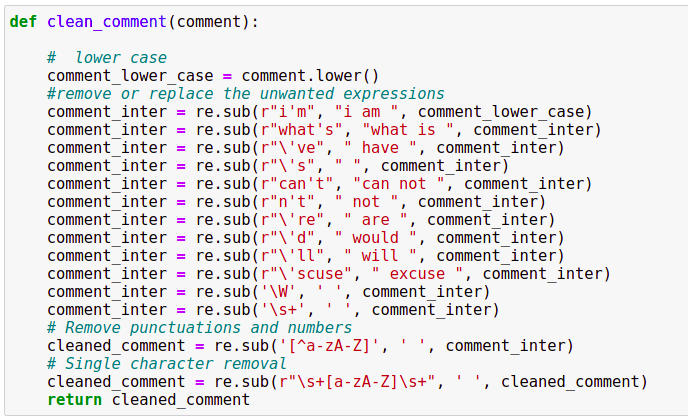 def clean_comment(comment):

    #  lower case
    comment_lower_case = comment.lower()
    #remove or replace the unwanted expressions
    comment_inter = re.sub(r"i'm", "i am ", comment_lower_case)
    comment_inter = re.sub(r"what's", "what is ", comment_inter)
    comment_inter = re.sub(r"\'ve", " have ", comment_inter)
    comment_inter = re.sub(r"\'s", " ", comment_inter)
    comment_inter = re.sub(r"can't", "can not ", comment_inter)
    comment_inter = re.sub(r"n't", " not ", comment_inter)
    comment_inter = re.sub(r"\'re", " are ", comment_inter)
    comment_inter = re.sub(r"\'d", " would ", comment_inter)
    comment_inter = re.sub(r"\'ll", " will ", comment_inter)
    comment_inter = re.sub(r"\'scuse", " excuse ", comment_inter)
    comment_inter = re.sub('\W', ' ', comment_inter)
    comment_inter = re.sub('\s+', ' ', comment_inter)
    # Remove punctuations and numbers
    cleaned_comment = re.sub('[^a-zA-Z]', ' ', comment_inter)
    # Single character removal
    cleaned_comment = re.sub(r"\s+[a-zA-Z]\s+", ' ', cleaned_comment)
    return cleaned_comment